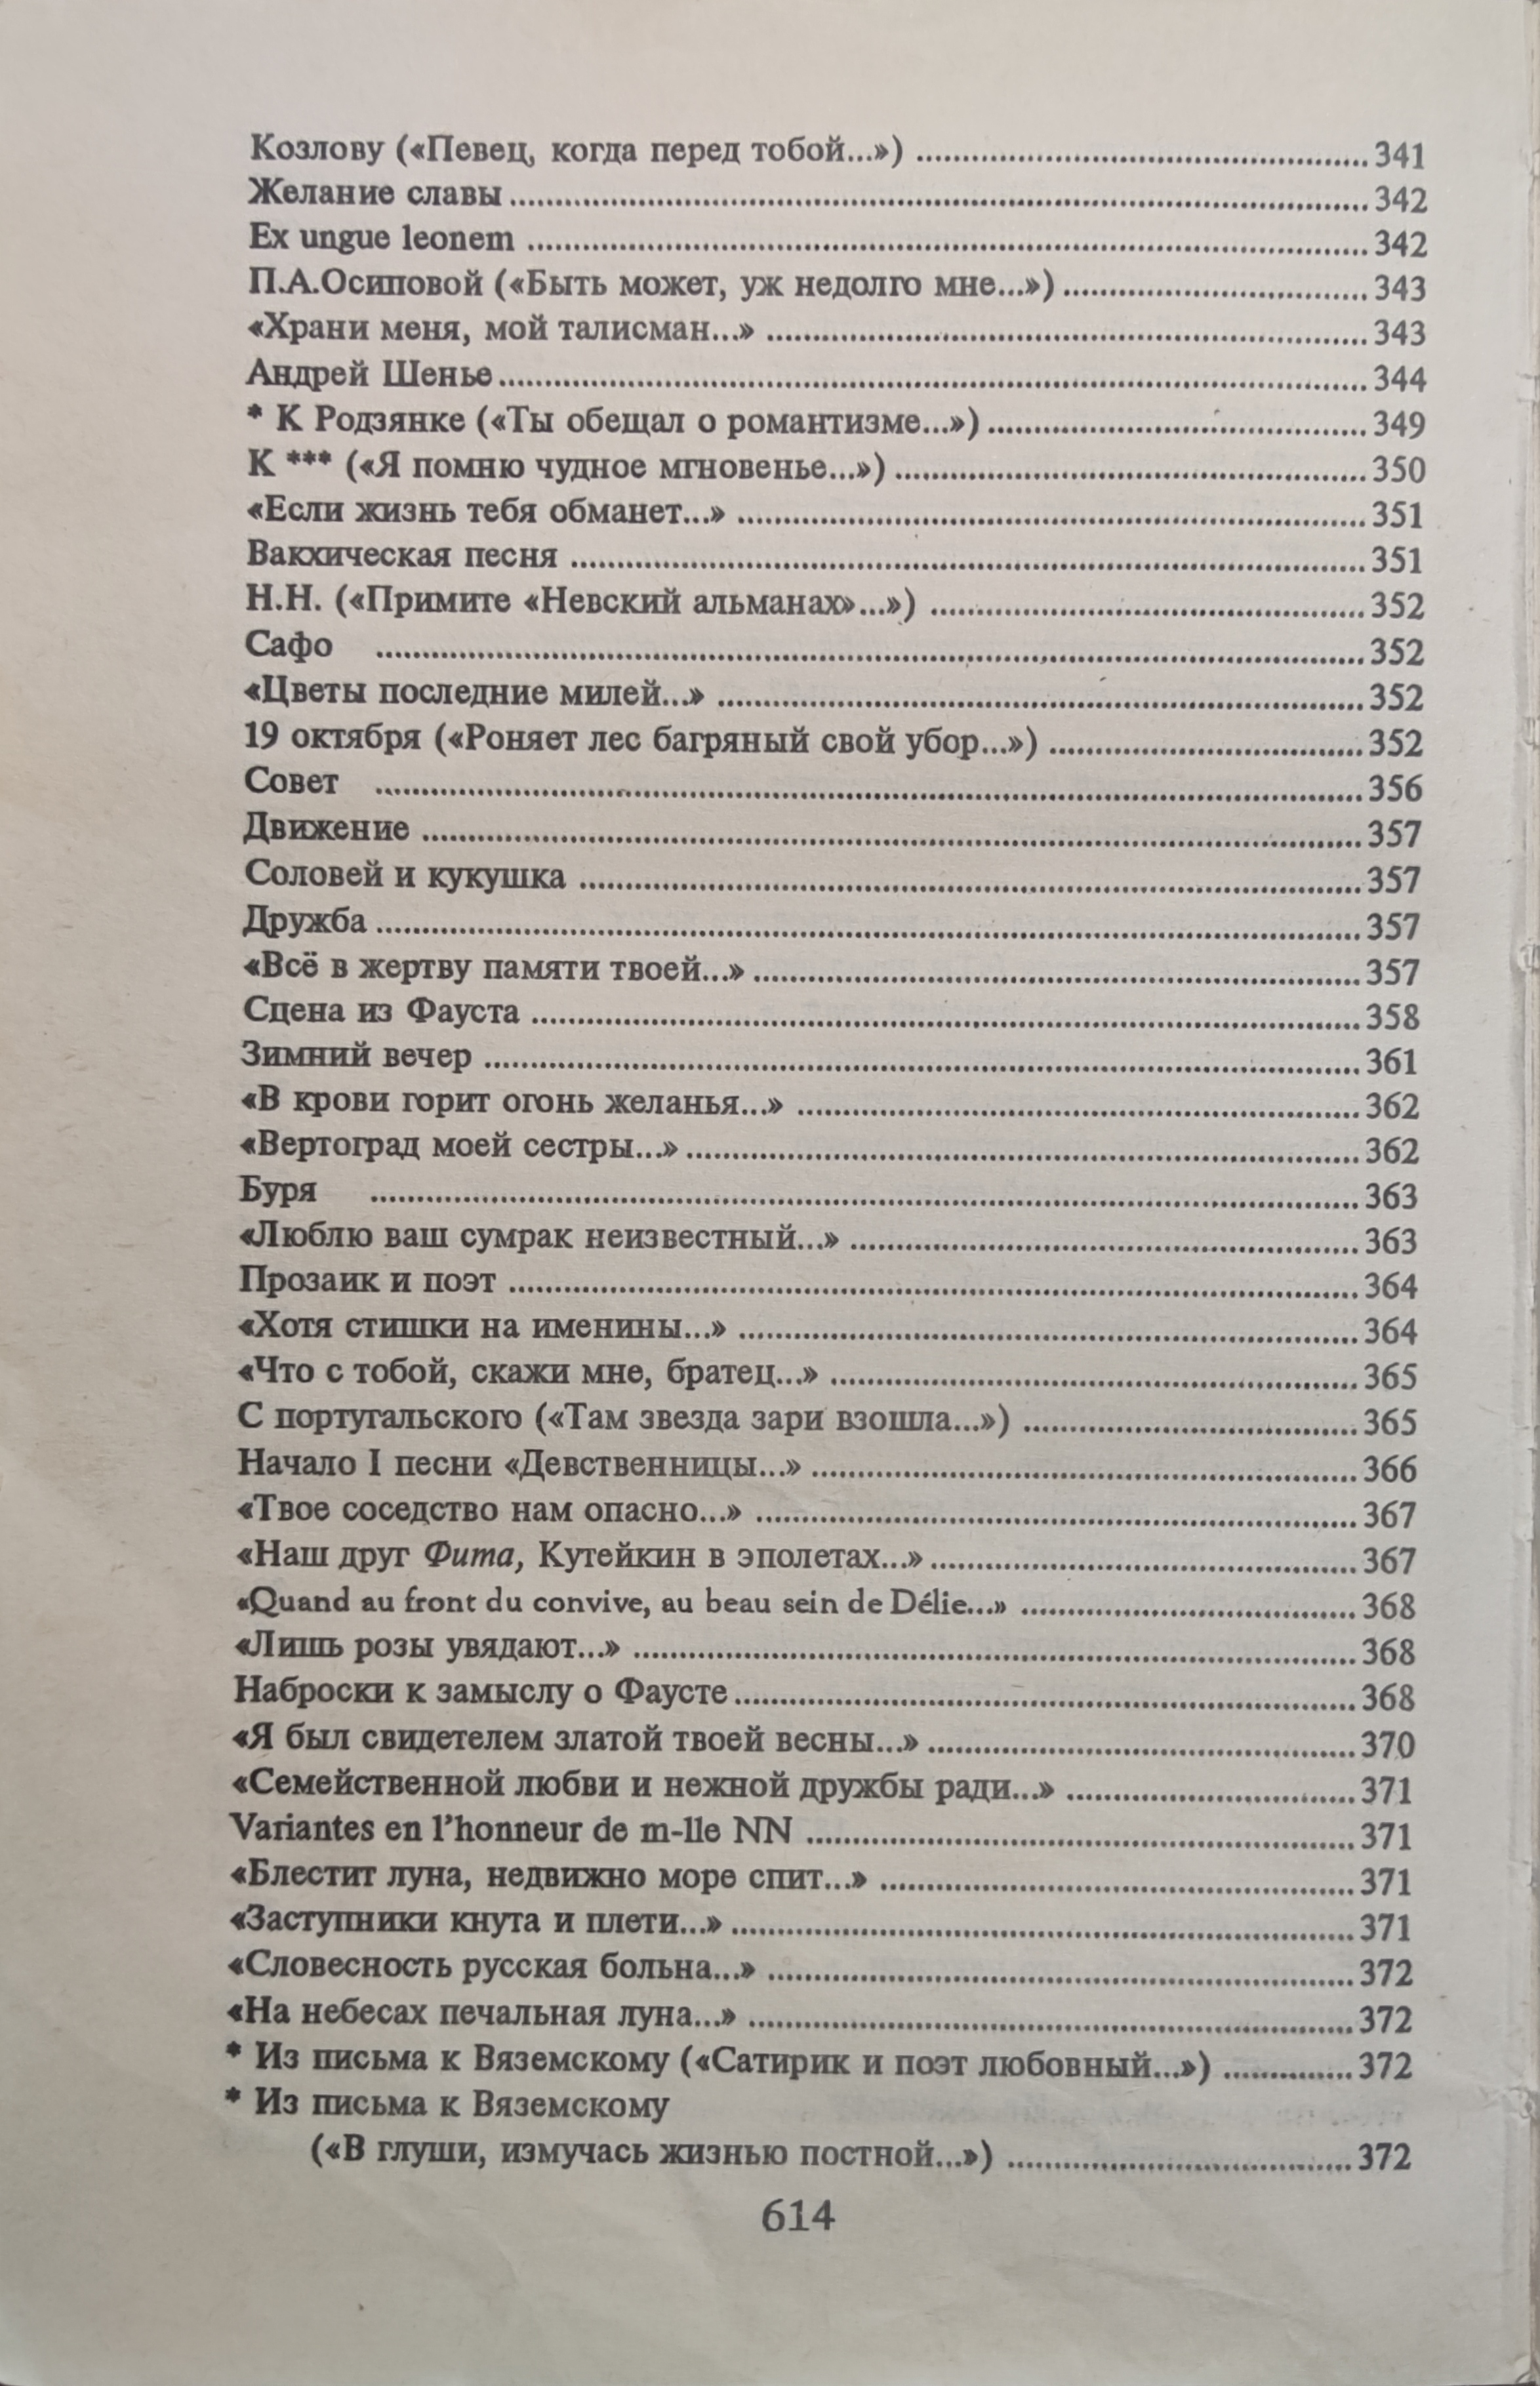 Козлову («Певец, когда перед тобой...») ........ 341
Желание славы ........ 342
Ex ungue leonem ........ 342
П.А.Осиповой («Быть может, уж недолго мне...») ........ 343
«Храни меня, мой талисман...» ........ 343
Андрей Шенье ........ 344
* К Родзянке («Ты обещал о романтизме...») ........ 349
К *** («Я помню чудное мгновенье...») ........ 350
«Если жизнь тебя обманет...» ........ 351
Вакхическая песня ........ 351
Н.Н. («Примите «Невский альманах»...») ........ 352
Сафо ........ 352
«Цветы последние милей...» ........ 352
19 октября («Роняет лес багряный свой убор...») ........ 352
Совет ........ 356
Движение ........ 357
Соловей и кукушка ........ 357
Дружба ........ 357
«Всё в жертву памяти твоей...» ........ 357
Сцена из Фауста ........ 358
Зимний вечер ........ 361
«В крови горит огонь желанья...» ........ 362
«Вертоград моей сестры...» ........ 362
Буря ........ 363
«Люблю ваш сумрак неизвестный...» ........ 363
Прозаик и поэт ........ 364
«Хотя стишки на именины...» ........ 364
«Что с тобой, скажи мне, братец...» ........ 365
С португальского («Там звезда зари взошла...») ........ 365
Начало I песни «Девственницы...» ........ 366
«Твое соседство нам опасно...» ........ 367
«Наш друг Фита, Кутейкин в эполетах...» ........ 367
«Quand au front du convive, au beau sein de Délie...» ........ 368
«Лишь розы увядают...» ........ 368
Наброски к замыслу о Фаусте ........ 368
«Я был свидетелем златой твоей весны...» ........ 370
«Семейственной любви и нежной дружбы ради...» ........ 371
Variantes en l'honneur de m-lle NN ........ 371
«Блестит луна, недвижно море спит...» ........ 371
«Заступники кнута и плети...» ........ 371
«Словесность русская больна...» ........ 372
«На небесах печальная луна...» ........ 372
* Из письма к Вяземскому («Сатирик и поэт любовный...») ........ 372
* Из письма к Вяземскому
(«В глуши, измучась жизнью постной...») ........ 372
614